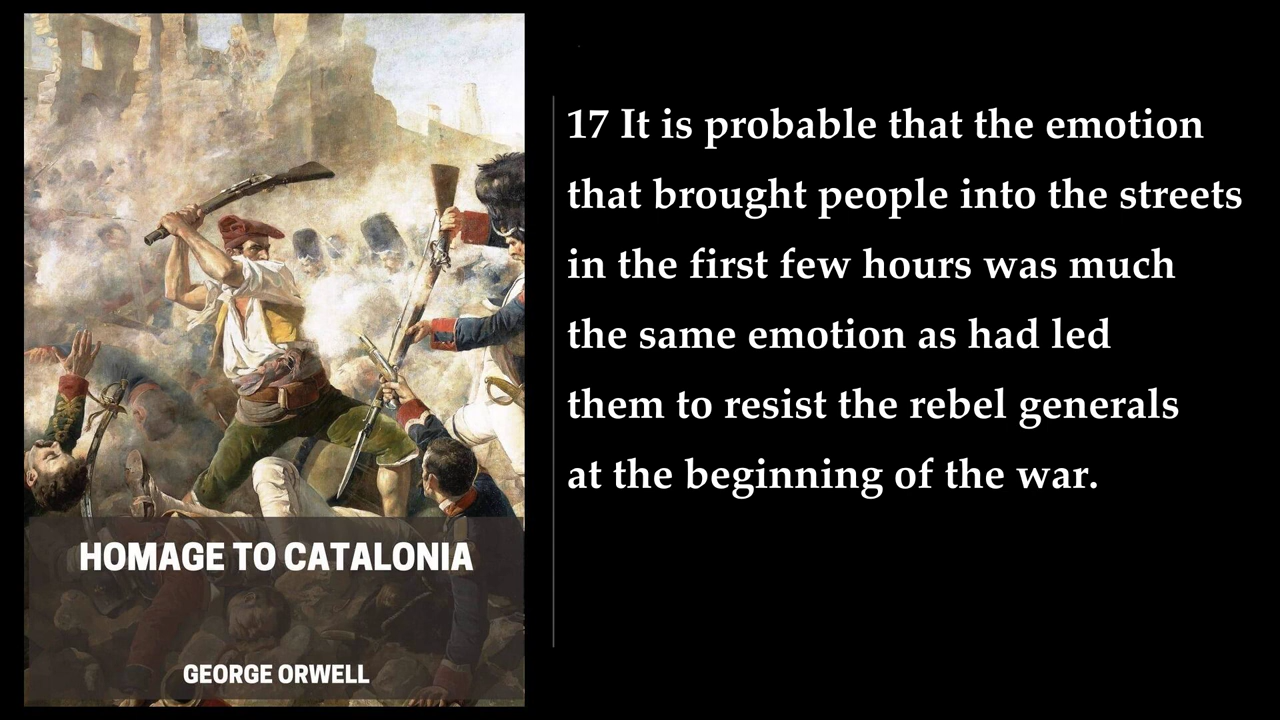 HOMAGE TO CATALONIA
GEORGE ORWELL
17 It is probable that the emotion
that brought people into the streets
in the first few hours was much
the same emotion as had led
them to resist the rebel generals
at the beginning of the war.